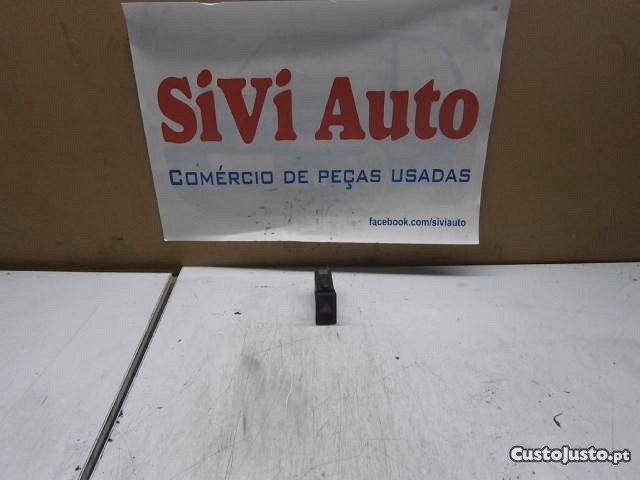 SiVi Auto
COMÉRCIO DE PEÇAS USADAS
facebook.com/siviauto
CustoJusto.pt